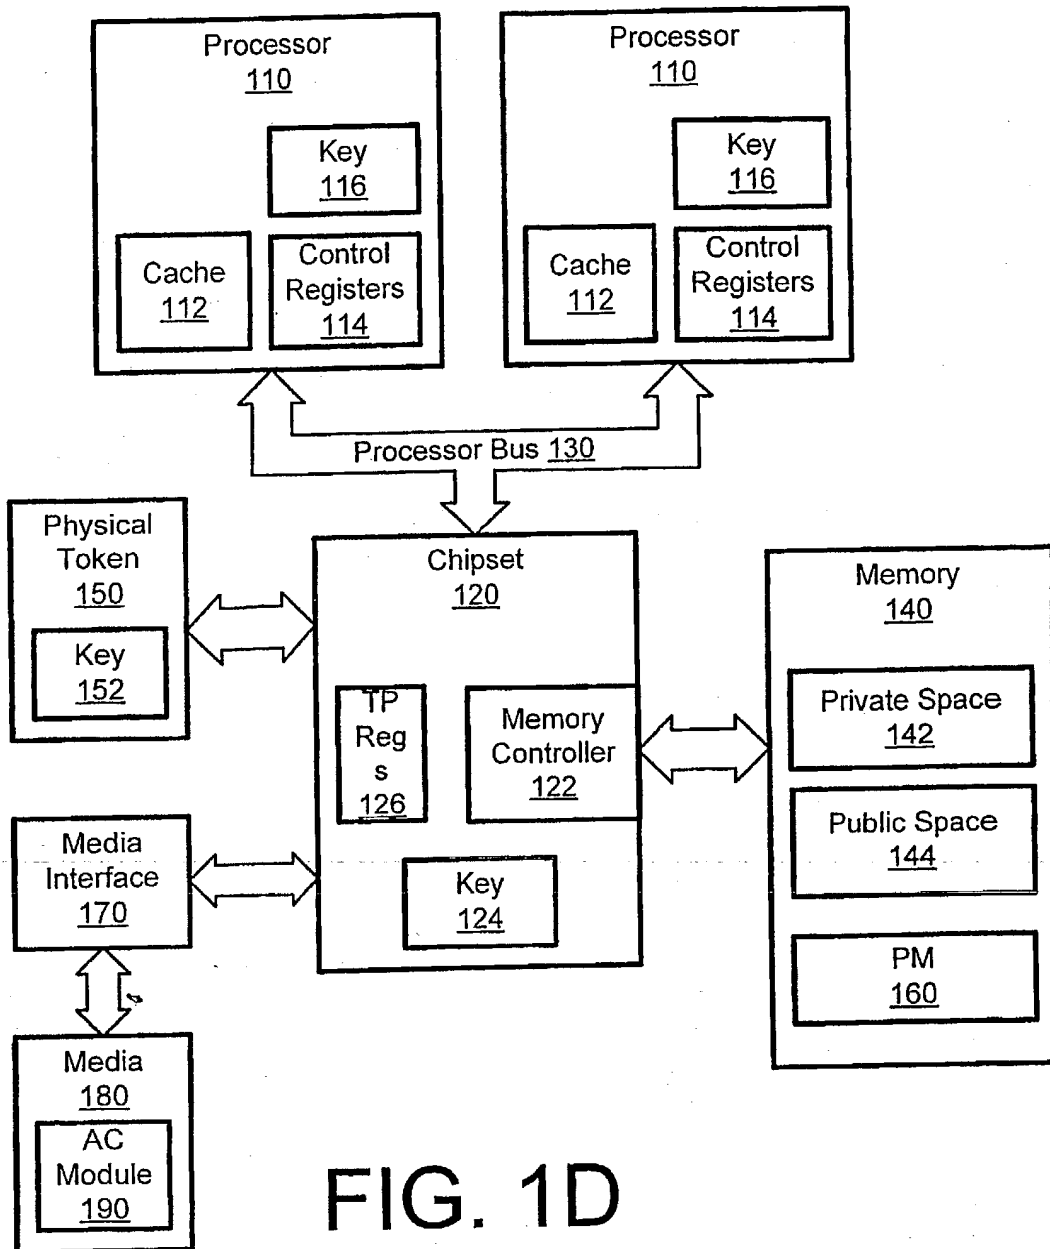 Processor
110
Key
116
Cache
112
Control
Registers
114
Processor
110
Key
116
Cache
112
Control
Registers
114
Processor Bus 130
Physical
Token
150
Key
152
Chipset
120
TP
Reg
s
126
Memory
Controller
122
Key
124
Memory
140
Private Space
142
Public Space
144
PM
160
Media
Interface
170
Media
180
AC
Module
190
FIG. 1D